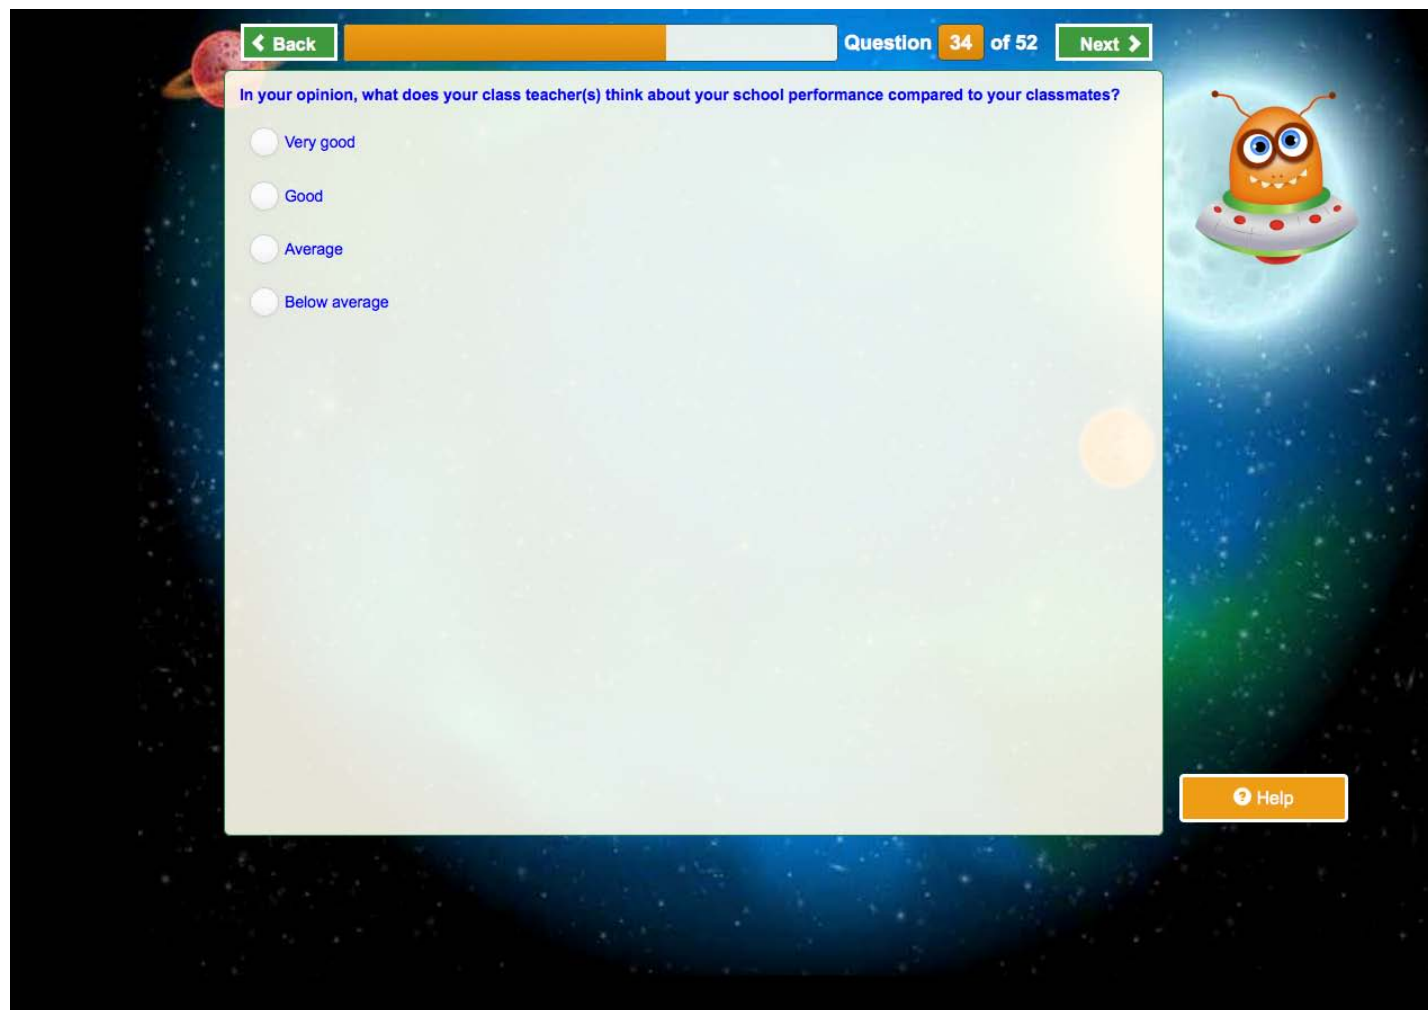 Back
Question 34 of 52
Next
In your opinion, what does your class teacher(s) think about your school performance compared to your classmates?
Very good
Good
Average
Below average
? Help